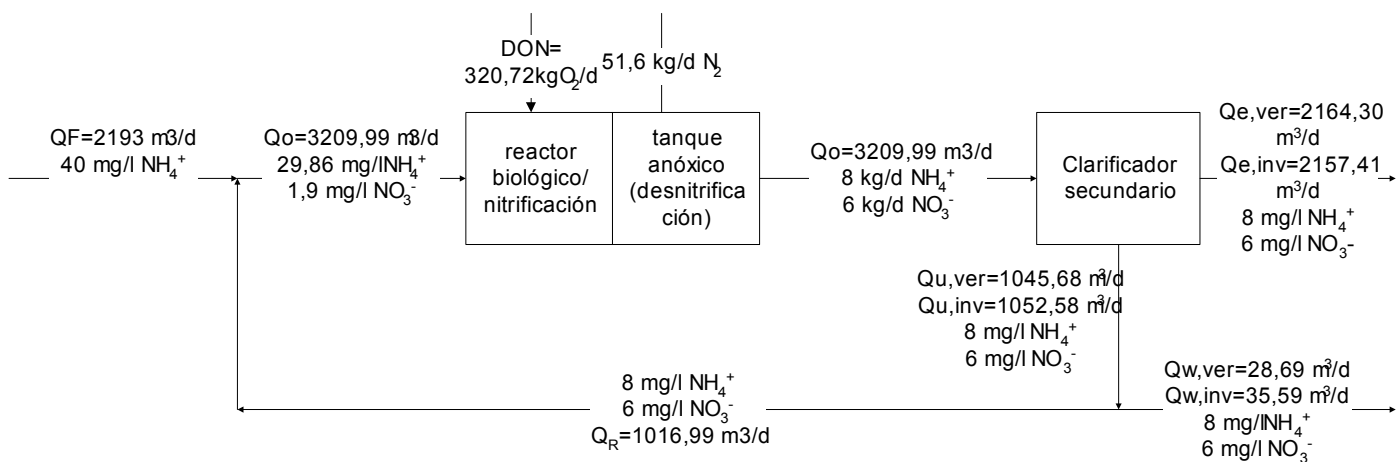 DON=
320,72kgO₂/d
51,6 kg/d N₂
QF=2193 m3/d
40 mg/l NH₄⁺
Qo=3209,99 m3/d
29,86 mg/lNH₄⁺
1,9 mg/l NO₃⁻
reactor
biológico/
nitrificación
tanque
anóxico
(desnitrifica
ción)
Qo=3209,99 m3/d
8 kg/d NH₄⁺
6 kg/d NO₃⁻
Clarificador
secundario
Qe,ver=2164,30
m³/d
Qe,inv=2157,41
m³/d
8 mg/l NH₄⁺
6 mg/l NO₃-
Qu,ver=1045,68 m³/d
Qu,inv=1052,58 m³/d
8 mg/l NH₄⁺
6 mg/l NO₃⁻
8 mg/l NH₄⁺
6 mg/l NO₃⁻
Q_R=1016,99 m3/d
Qw,ver=28,69 m³/d
Qw,inv=35,59 m³/d
8 mg/lNH₄⁺
6 mg/l NO₃⁻